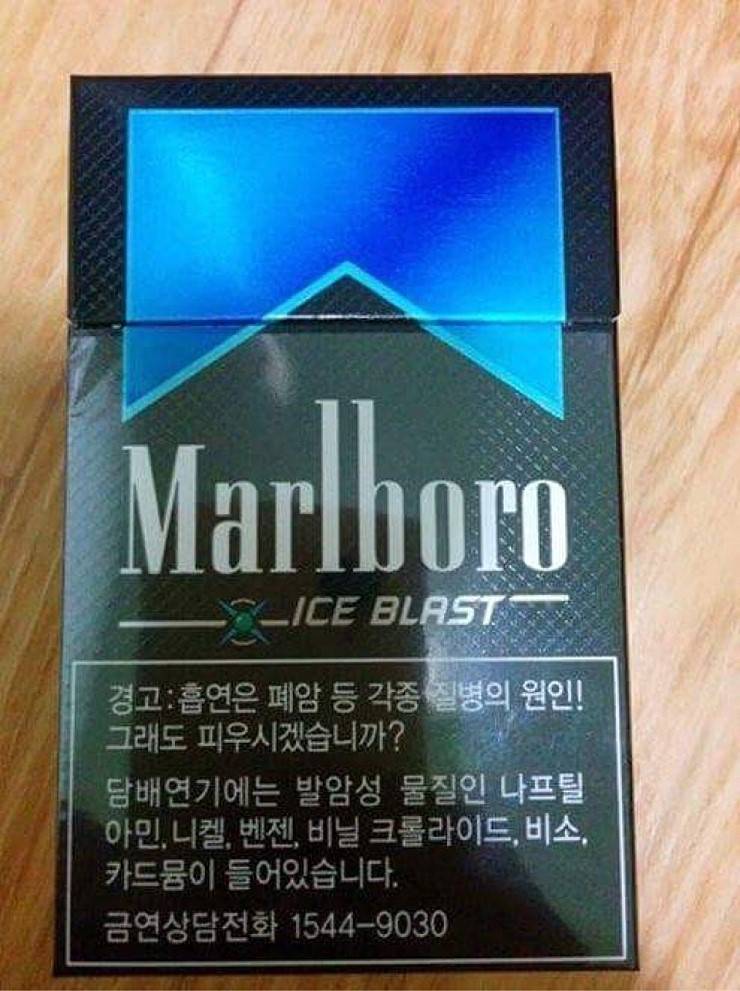 Marlboro
ICE BLAST
경고:흡연은 폐암 등 각종 질병의 원인!
그래도 피우시겠습니까?
담배연기에는 발암성 물질인 나프틸
아민, 니켈, 벤젠, 비닐 크롤라이드, 비소,
카드뮴이 들어있습니다.
금연상담전화 1544-9030